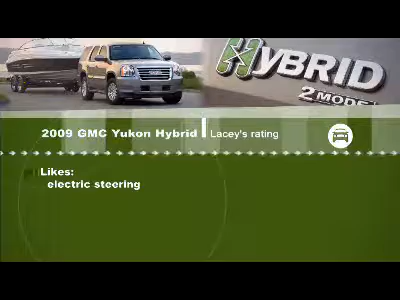 HYBRID
2 MODE
2009 GMC Yukon Hybrid | Lacey's rating
Likes:
electric steering